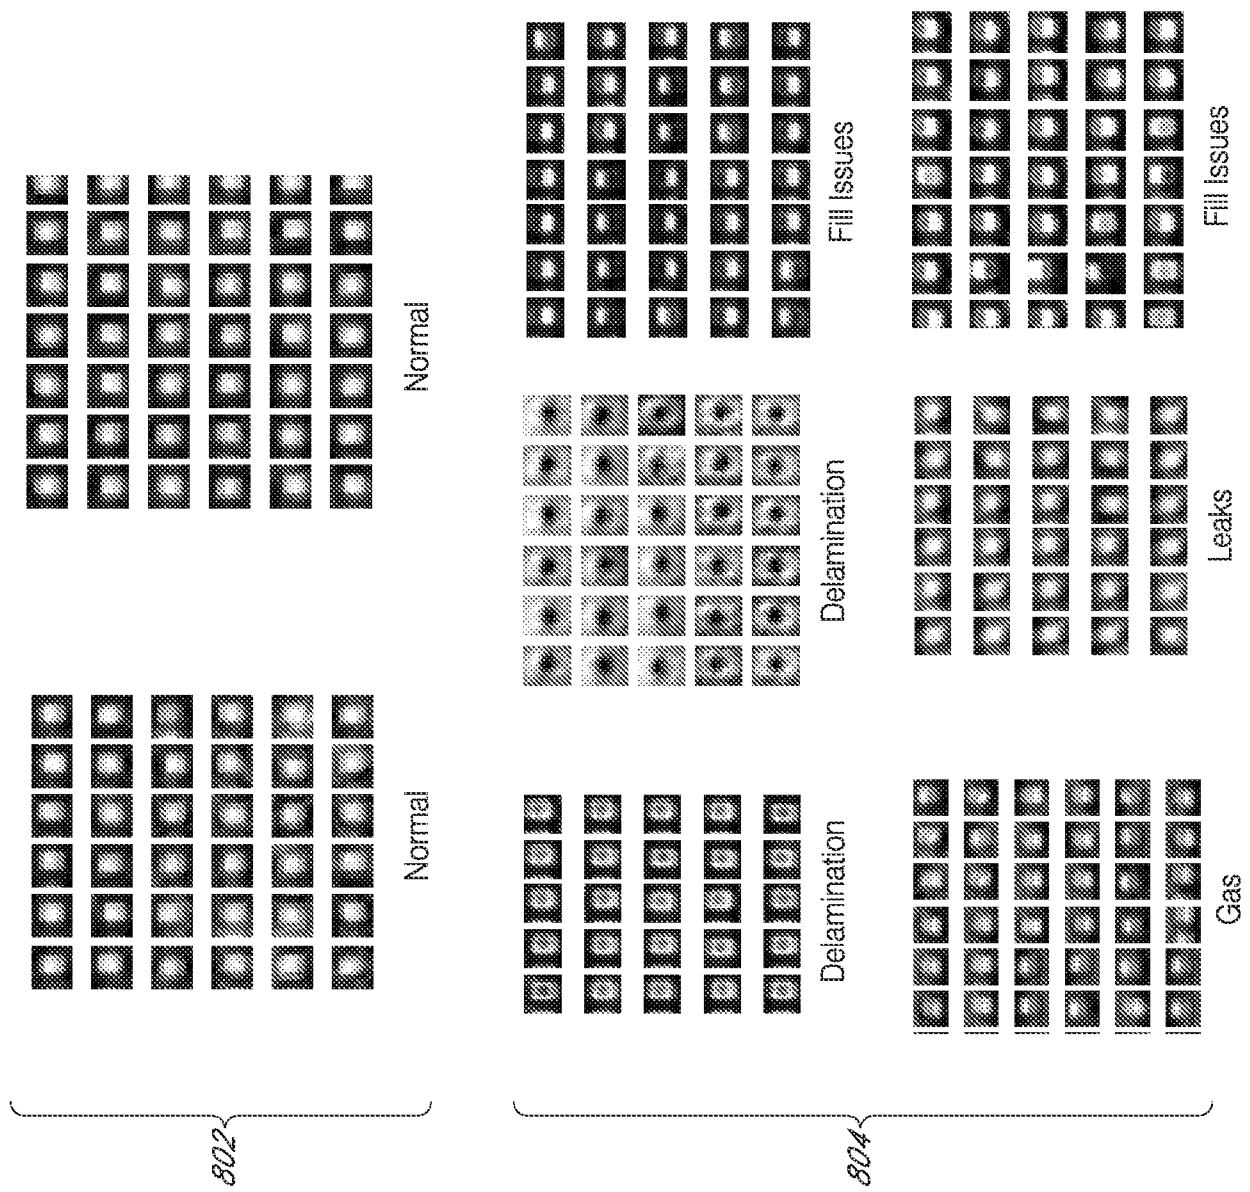 802
Normal
Normal
804
Delamination
Delamination
Fill Issues
Gas
Leaks
Fill Issues